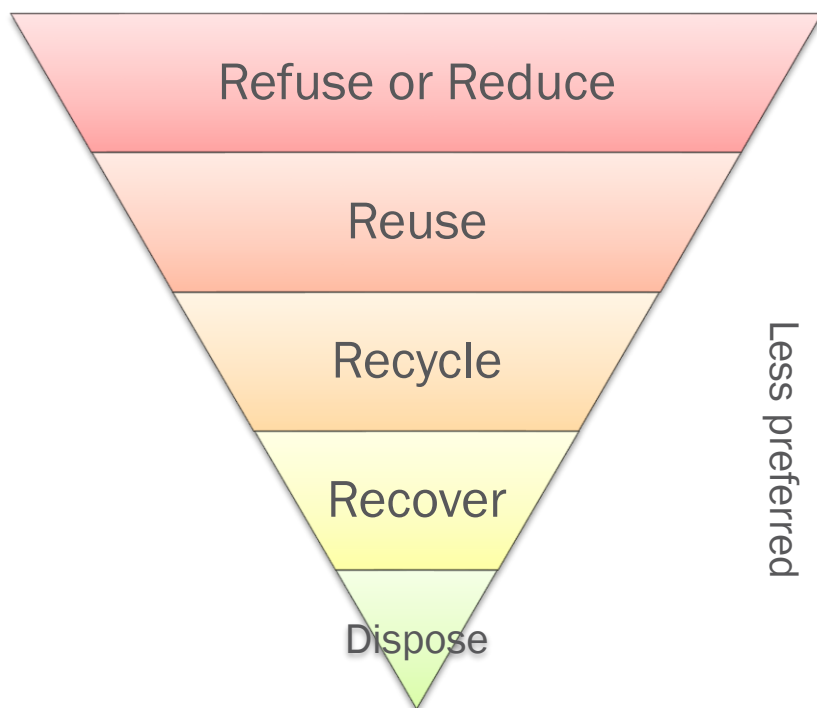 Refuse or Reduce
Reuse
Recycle
Recover
Dispose
Less preferred